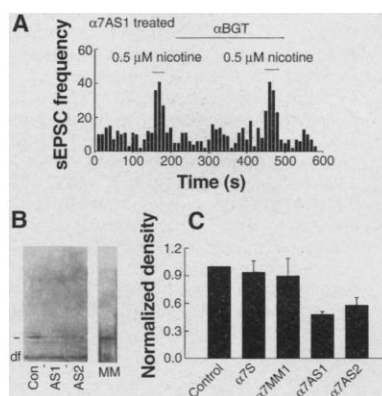 A
α7AS1 treated
αBGT
0.5 μM nicotine
0.5 μM nicotine
sEPSC frequency
60
40
20
0
0 100 200 300 400 500 600
Time (s)
B
df
Con
AS1
AS2
MM
C
Normalized density
1.2
0.9
0.6
0.3
0.0
Control
α7S
α7MM1
α7AS1
α7AS2